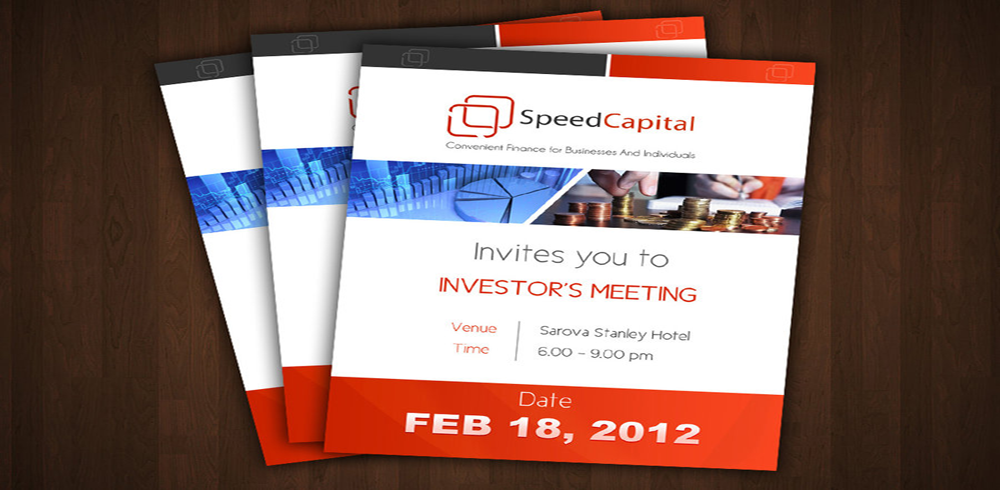 SpeedCapital
Convenient Finance for Businesses And Individuals
Invites you to
INVESTOR'S MEETING
Venue
Sarova Stanley Hotel
Time
6.00 - 9.00 pm
Date
FEB 18, 2012